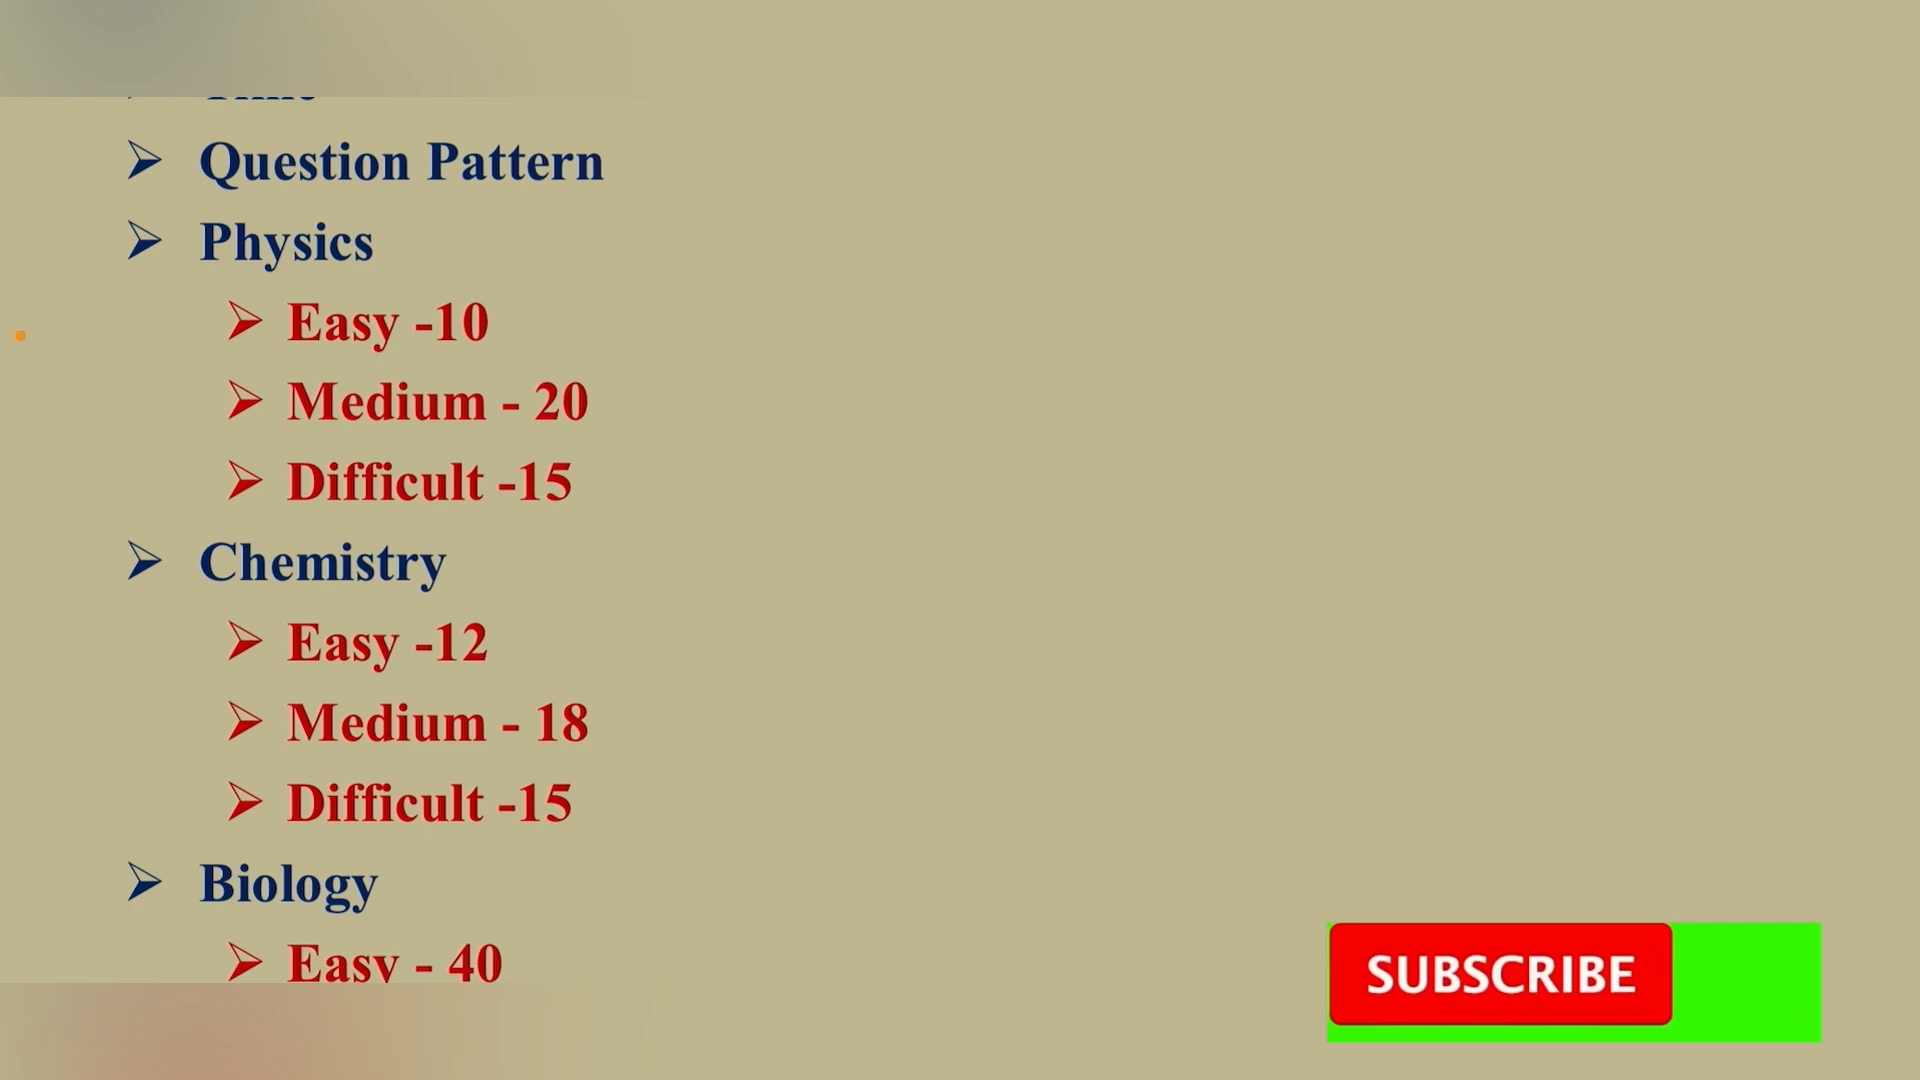 ➢ Question Pattern
➢ Physics
➢ Easy -10
➢ Medium - 20
➢ Difficult -15
➢ Chemistry
➢ Easy -12
➢ Medium - 18
➢ Difficult -15
➢ Biology
➢ Easy - 40
SUBSCRIBE